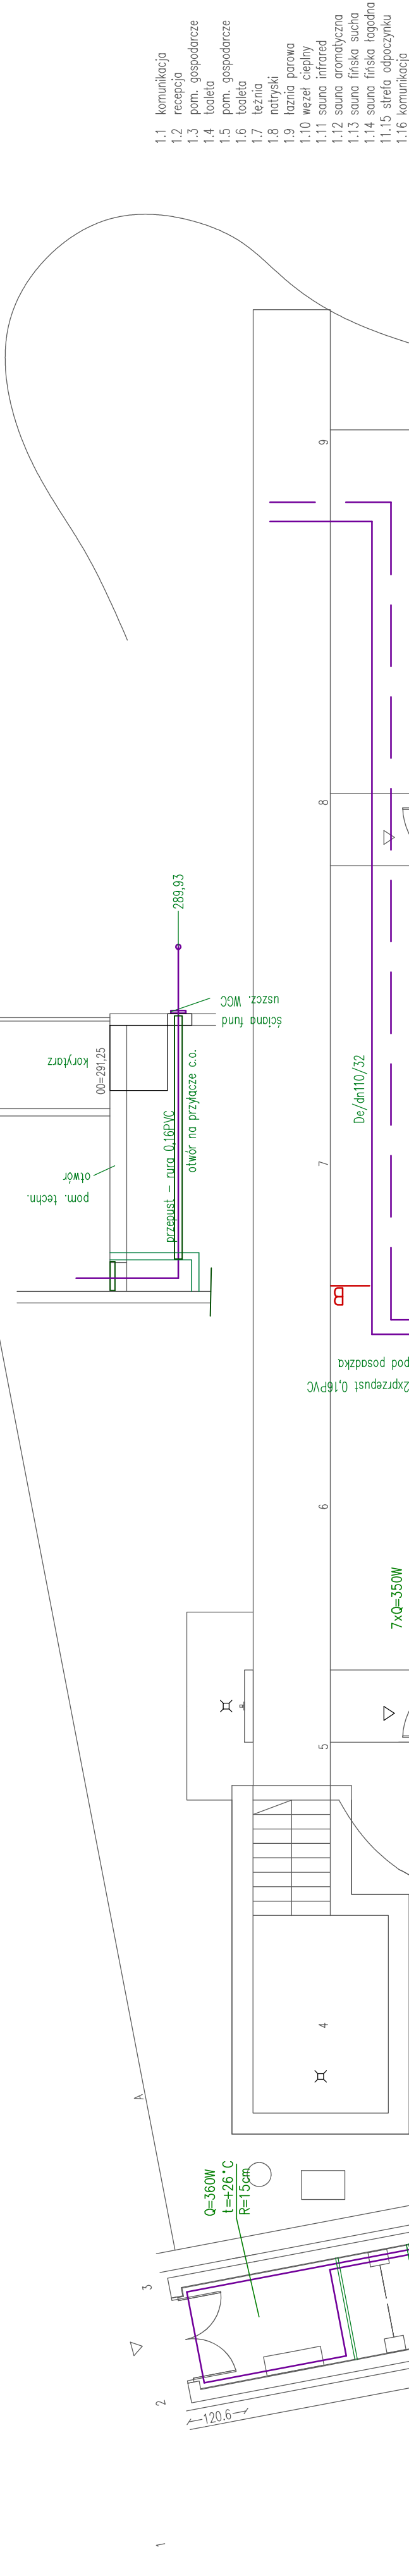 1.1 komunikacja
1.2 recepcja
1.3 pom. gospodarcze
1.4 toaleta
1.5 pom. gospodarcze
1.6 toaleta
1.7 tężnia
1.8 natryski
1.9 łaźnia parowa
1.10 węzeł cieplny
1.11 sauna infrared
1.12 sauna aromatyczna
1.13 sauna fińska sucha
1.14 sauna fińska łagodna
11.15 strefa odpoczynku
1.16 komunikacja
9
8
289,93
uszcz. WGC
ściana fund
korytarz
00=291,25
otwór
pom. techn.
przepust – rura 0,16PVC
otwór na przyłącze c.o.
De/dn110/32
7
B
2xprzepust 0,16PVC
pod posadzką
6
7xQ=350W
5
4
A
Q=360W
t=+26°C
R=15cm
3
2
120.6
1